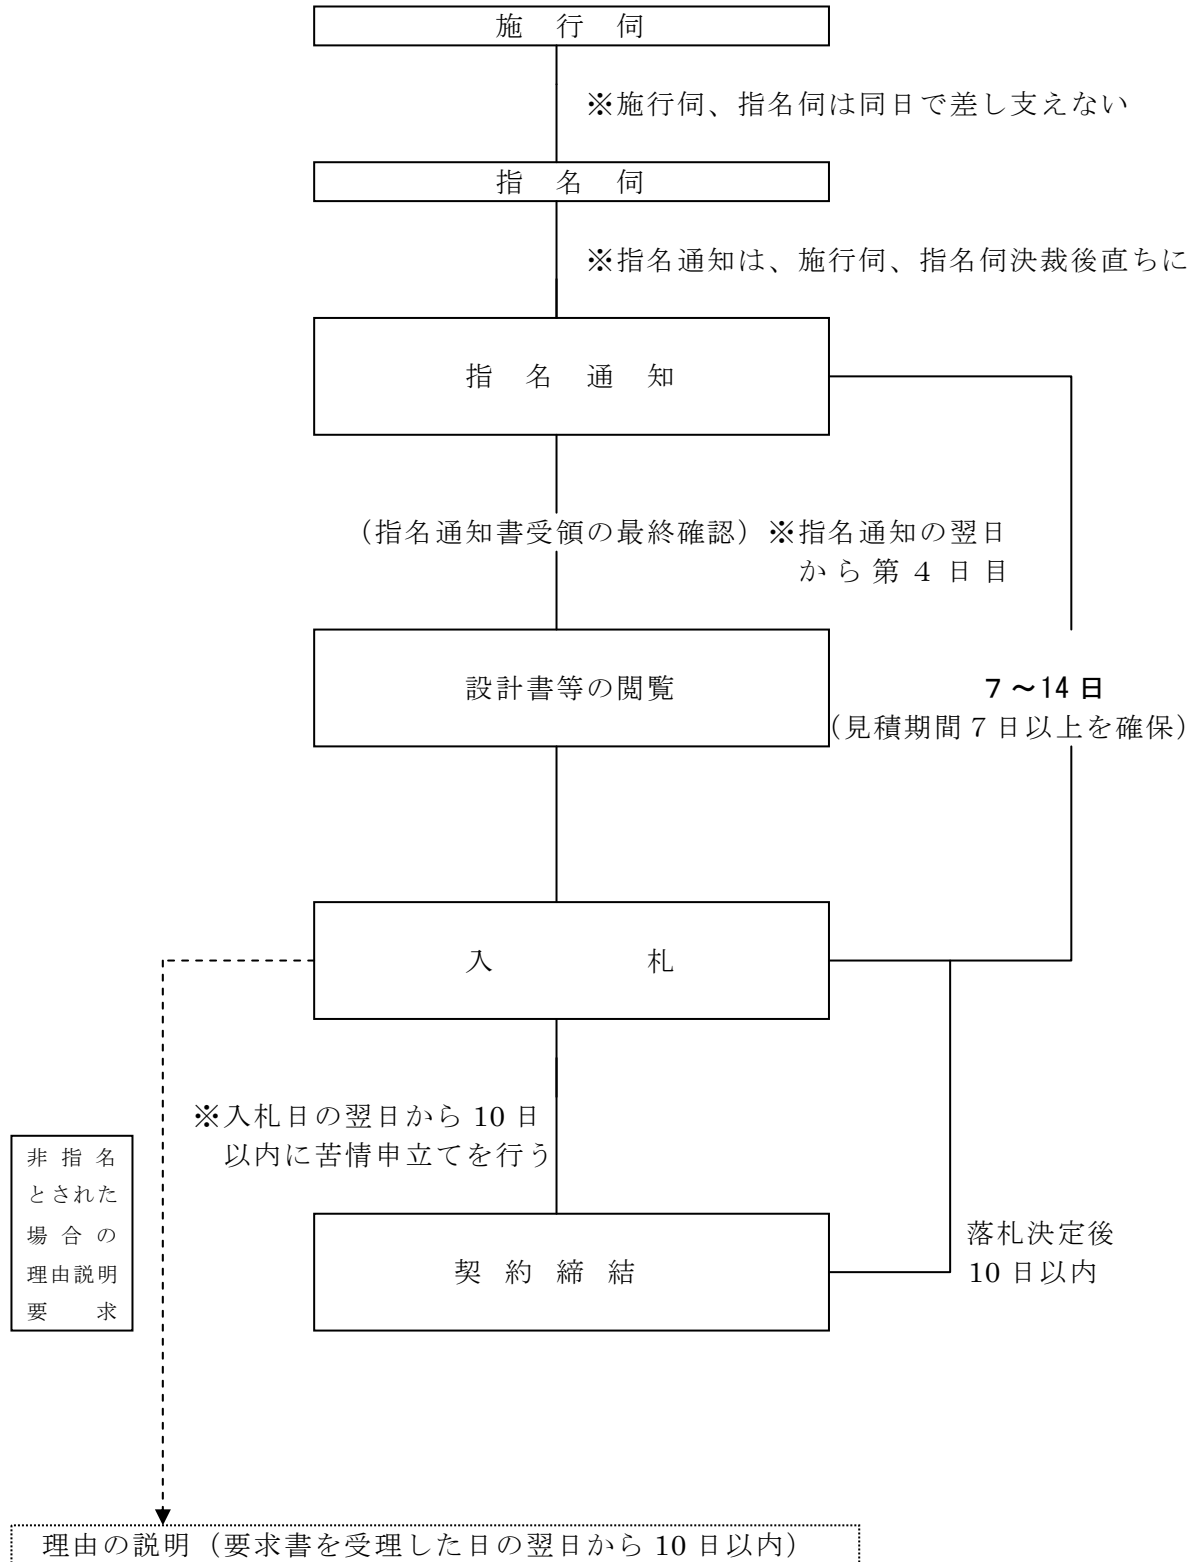 施行伺
※施行伺、指名伺は同日で差し支えない
指名伺
※指名通知は、施行伺、指名伺決裁後直ちに
指名通知
（指名通知書受領の最終確認）※指名通知の翌日
から第４日目
設計書等の閲覧
７～14日
（見積期間７日以上を確保）
入札
※入札日の翌日から10日
以内に苦情申立てを行う
非指名
とされた
場合の
理由説明
要求
契約締結
落札決定後
10日以内
理由の説明（要求書を受理した日の翌日から10日以内）